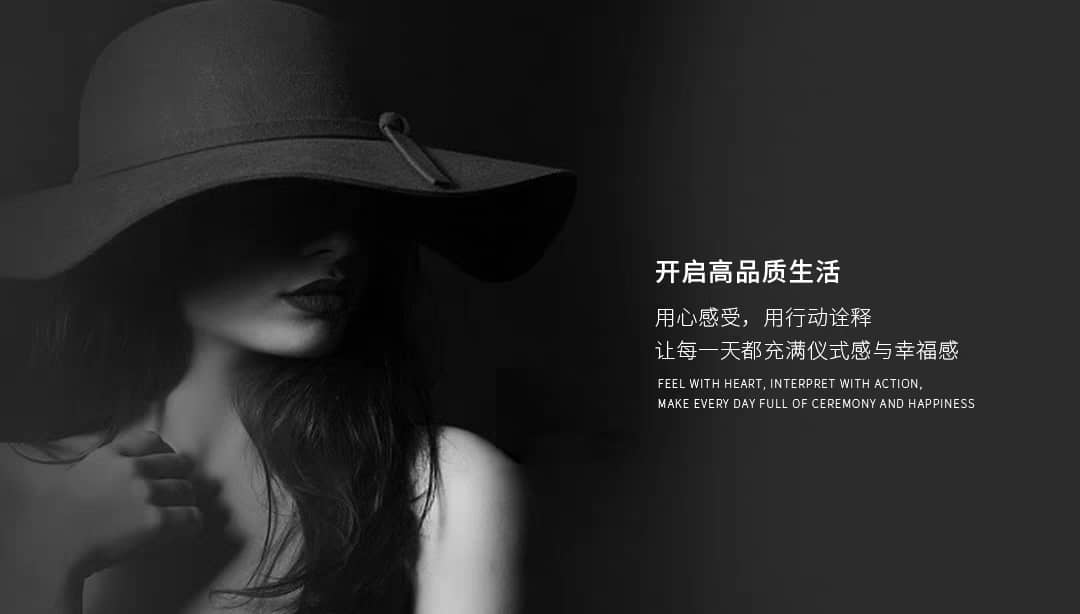 开启高品质生活
用心感受，用行动诠释
让每一天都充满仪式感与幸福感
FEEL WITH HEART, INTERPRET WITH ACTION,
MAKE EVERY DAY FULL OF CEREMONY AND HAPPINESS